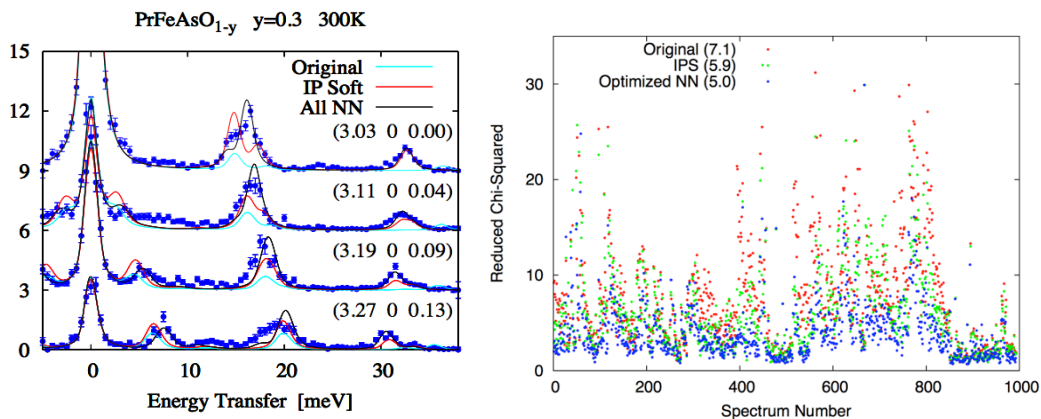 PrFeAsO1-y y=0.3 300K
15
12
9
6
3
0
Original
IP Soft
All NN
(3.03 0 0.00)
(3.11 0 0.04)
(3.19 0 0.09)
(3.27 0 0.13)
0 10 20 30
Energy Transfer [meV]
Reduced Chi-Squared
30
20
10
0
Original (7.1)
IPS (5.9)
Optimized NN (5.0)
0 200 400 600 800 1000
Spectrum Number